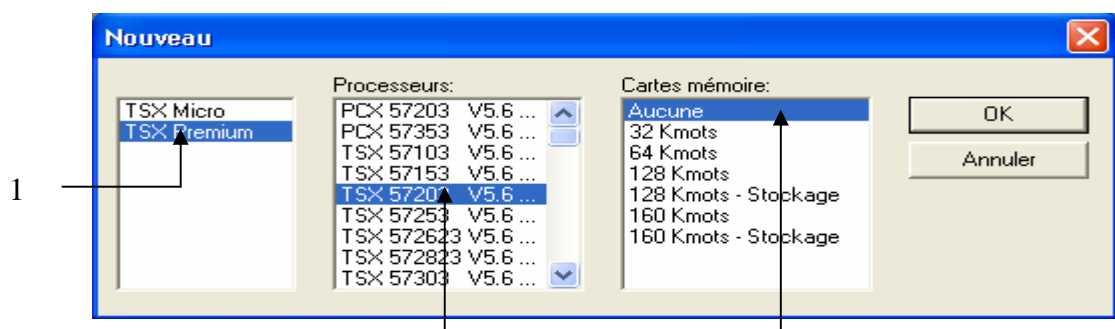 Nouveau
Processeurs:
Cartes mémoire:
TSX Micro
TSX Premium
PCX 57203 V5.6 ...
PCX 57353 V5.6 ...
TSX 57103 V5.6 ...
TSX 57153 V5.6 ...
TSX 57203 V5.6 ...
TSX 57253 V5.6 ...
TSX 572623 V5.6 ...
TSX 572823 V5.6 ...
TSX 57303 V5.6 ...
Aucune
32 Kmots
64 Kmots
128 Kmots
128 Kmots - Stockage
160 Kmots
160 Kmots - Stockage
OK
Annuler
1